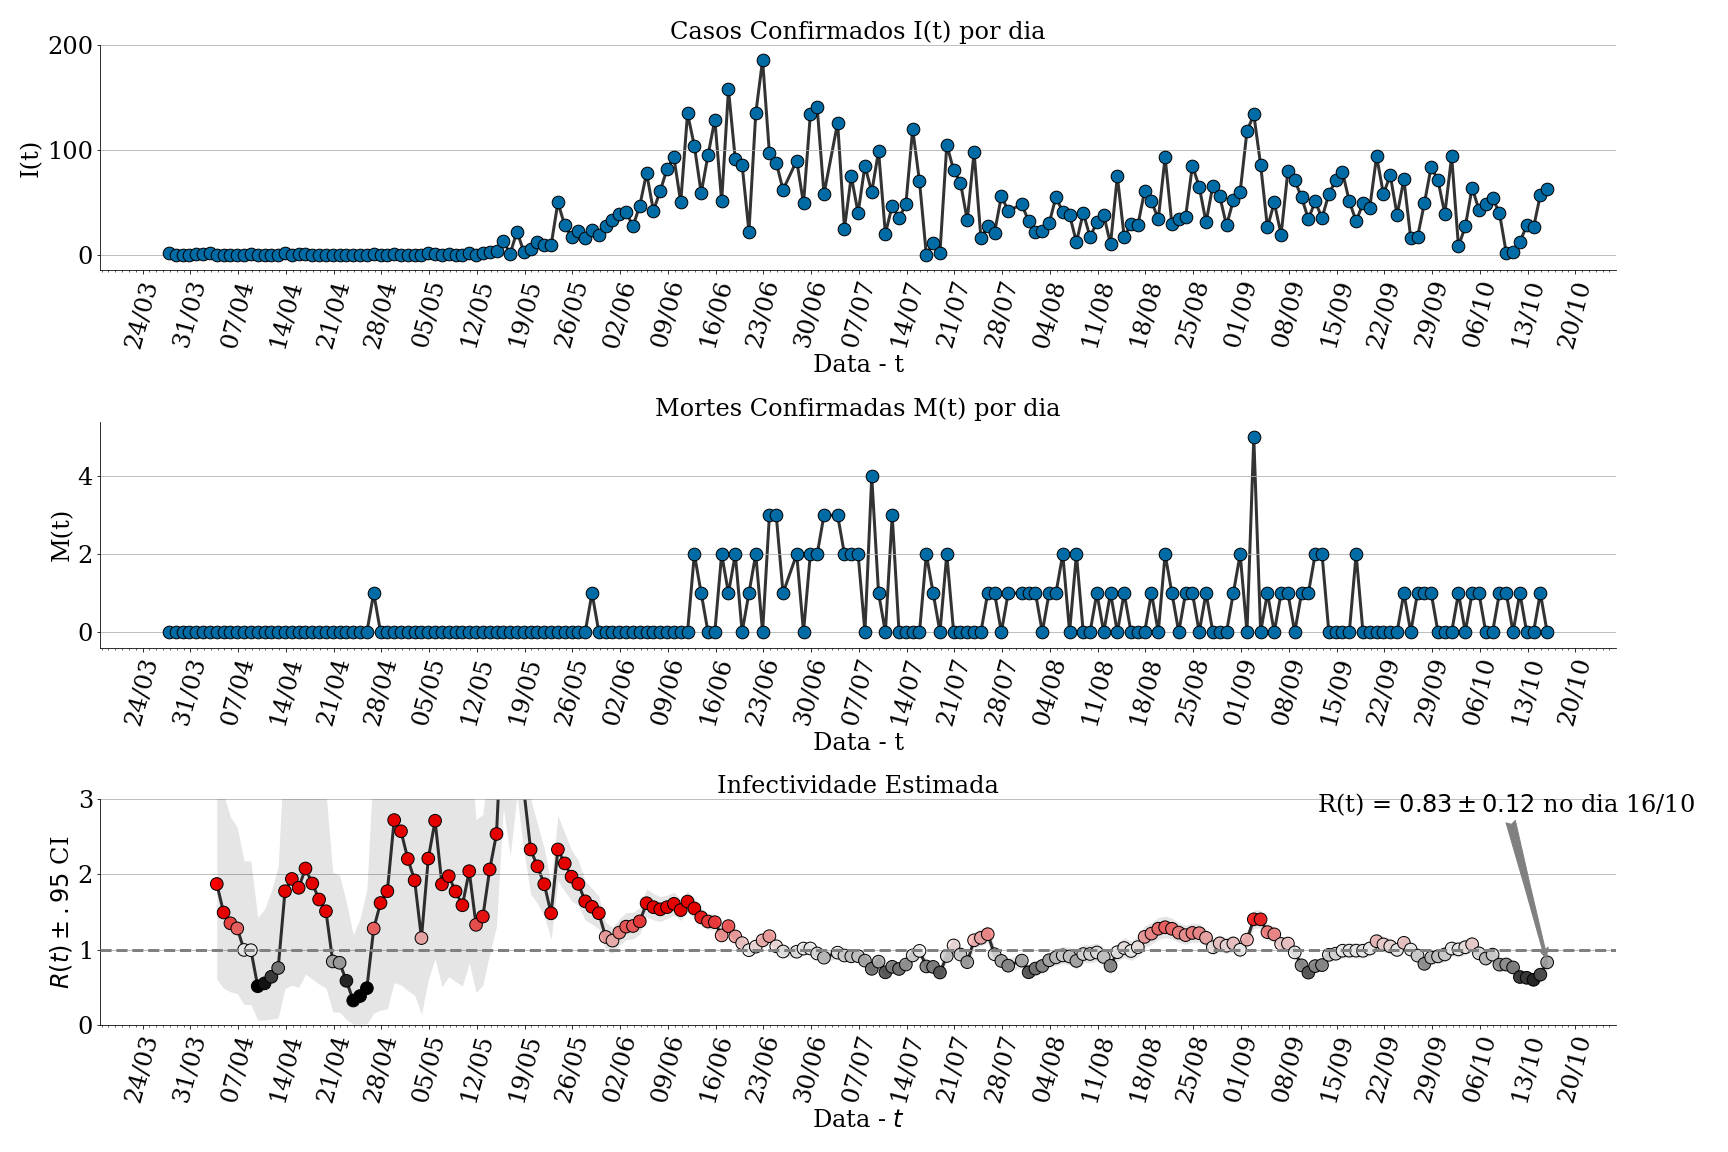 Casos Confirmados I(t) por dia
200
100
0
I(t)
24/03 31/03 07/04 14/04 21/04 28/04 05/05 12/05 19/05 26/05 02/06 09/06 16/06 23/06 30/06 07/07 14/07 21/07 28/07 04/08 11/08 18/08 25/08 01/09 08/09 15/09 22/09 29/09 06/10 13/10 20/10
Data - t
Mortes Confirmadas M(t) por dia
4
2
0
M(t)
24/03 31/03 07/04 14/04 21/04 28/04 05/05 12/05 19/05 26/05 02/06 09/06 16/06 23/06 30/06 07/07 14/07 21/07 28/07 04/08 11/08 18/08 25/08 01/09 08/09 15/09 22/09 29/09 06/10 13/10 20/10
Data - t
Infectividade Estimada
R(t) = 0.83 ± 0.12 no dia 16/10
3
2
1
0
R(t) ± .95 CI
24/03 31/03 07/04 14/04 21/04 28/04 05/05 12/05 19/05 26/05 02/06 09/06 16/06 23/06 30/06 07/07 14/07 21/07 28/07 04/08 11/08 18/08 25/08 01/09 08/09 15/09 22/09 29/09 06/10 13/10 20/10
Data - t